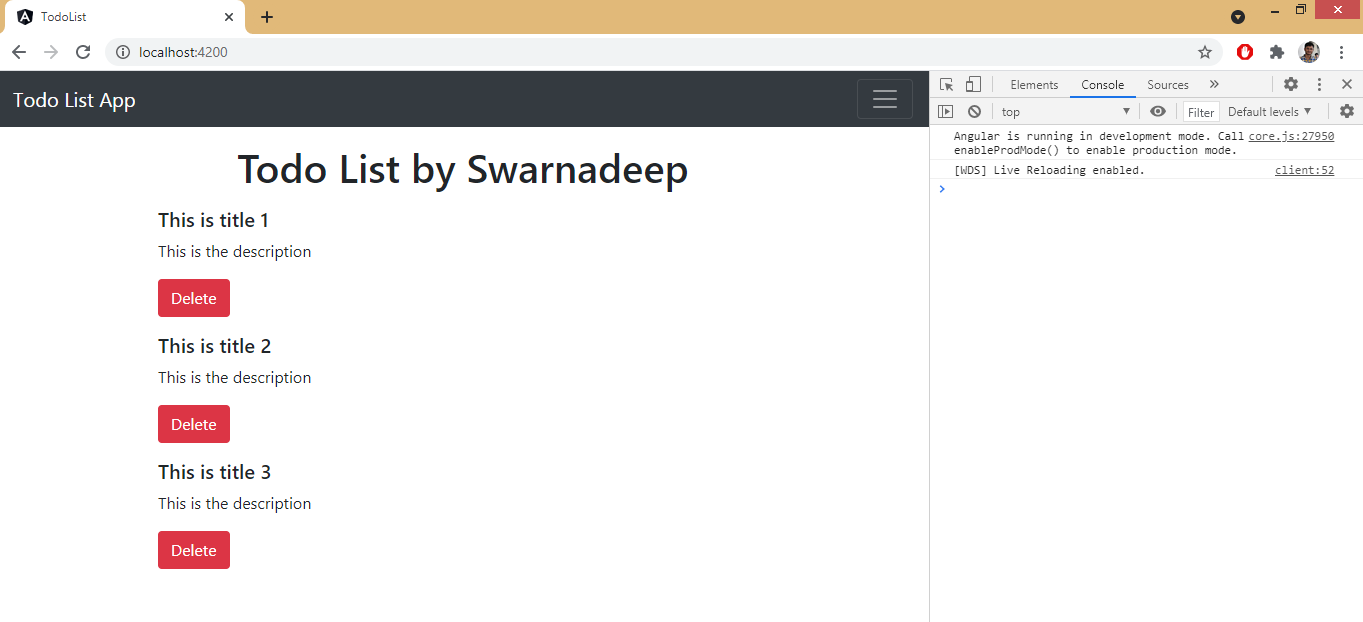 TodoList
localhost:4200
Todo List App
Todo List by Swarnadeep
This is title 1
This is the description
Delete
This is title 2
This is the description
Delete
This is title 3
This is the description
Delete
Elements Console Sources
top Filter Default levels
Angular is running in development mode. Call core.js:27950
enableProdMode() to enable production mode.
[WDS] Live Reloading enabled. client:52